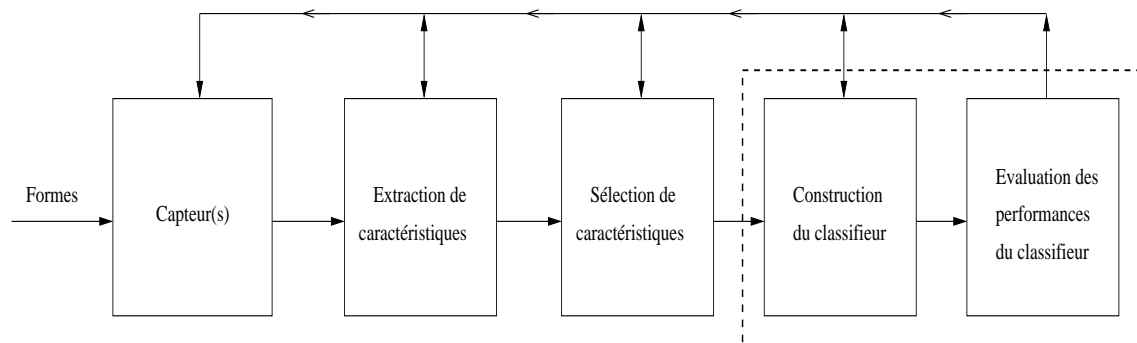 Formes
Capteur(s)
Extraction de
caractéristiques
Sélection de
caractéristiques
Construction
du classifieur
Evaluation des
performances
du classifieur